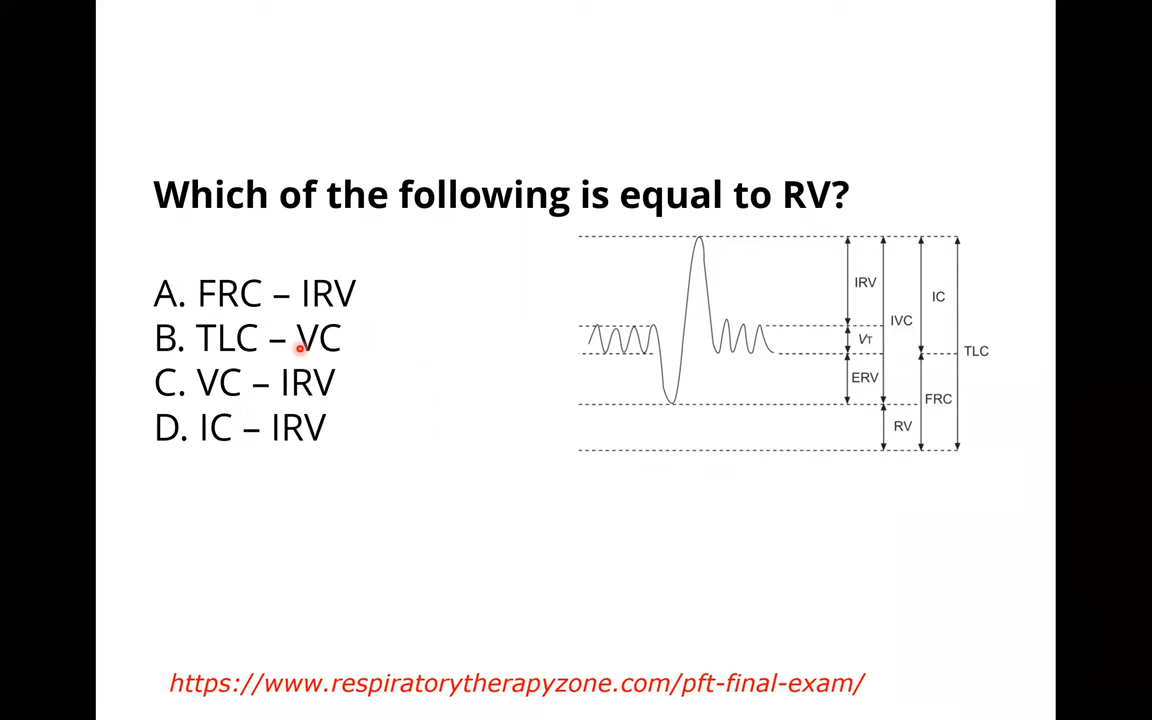 Which of the following is equal to RV?
A. FRC – IRV
B. TLC – VC
C. VC – IRV
D. IC – IRV
IRV
IC
IVC
VT
TLC
ERV
FRC
RV
https://www.respiratorytherapyzone.com/pft-final-exam/